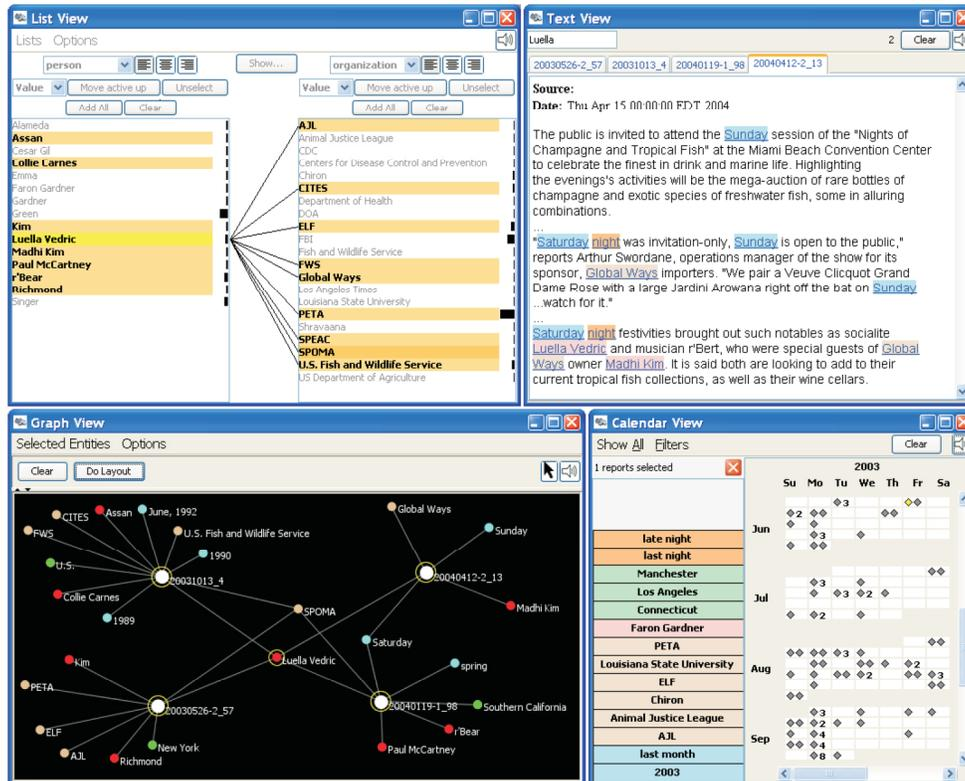 List View
Lists Options
person
Show...
organization
Value
Move active up
Unselect
Value
Move active up
Unselect
Add All
Clear
Add All
Clear
Alameda
Assan
Cesar Gil
Collie Carnes
Emma
Faron Gardner
Gardner
Green
Kim
Luella Vedric
Madhi Kim
Paul McCartney
r'Bear
Richmond
Singer
AJL
Animal Justice League
CDC
Centers for Disease Control and Prevention
Chiron
CITES
Department of Health
DOA
ELF
FBI
Fish and Wildlife Service
FWS
Global Ways
Los Angeles Times
Louisiana State University
PETA
Shravaana
SPEAC
SPOMA
U.S. Fish and Wildlife Service
US Department of Agriculture
Text View
Luella
2
Clear
20030526-2_57
20031013_4
20040119-1_98
20040412-2_13
Source:
Date: Thu Apr 15 00:00:00 EDT 2004
The public is invited to attend the Sunday session of the "Nights of
Champagne and Tropical Fish" at the Miami Beach Convention Center
to celebrate the finest in drink and marine life. Highlighting
the evenings's activities will be the mega-auction of rare bottles of
champagne and exotic species of freshwater fish, some in alluring
combinations.
...
"Saturday night was invitation-only, Sunday is open to the public,"
reports Arthur Swordane, operations manager of the show for its
sponsor, Global Ways importers. "We pair a Veuve Clicquot Grand
Dame Rose with a large Jardini Arowana right off the bat on Sunday
...watch for it."
...
Saturday night festivities brought out such notables as socialite
Luella Vedric and musician r'Bert, who were special guests of Global
Ways owner Madhi Kim. It is said both are looking to add to their
current tropical fish collections, as well as their wine cellars.
Graph View
Selected Entities Options
Clear
Do Layout
CITES
Assan
June, 1992
FWS
U.S. Fish and Wildlife Service
1990
U.S.
20031013_4
Collie Carnes
1989
Global Ways
Sunday
20040412-2_13
Madhi Kim
SPOMA
Saturday
Luella Vedric
spring
Kim
PETA
20030526-2_57
20040119-1_98
Southern California
ELF
r'Bear
New York
Paul McCartney
AJL
Richmond
Calendar View
Show All Filters
Clear
1 reports selected
late night
last night
Manchester
Los Angeles
Connecticut
Faron Gardner
PETA
Louisiana State University
ELF
Chiron
Animal Justice League
AJL
last month
2003
2003
Su Mo Tu We Th Fr Sa
3
2
Jun
3
3
Jul
3 2
2
3
Aug
2
2 3
3
2
Sep
4
4
8